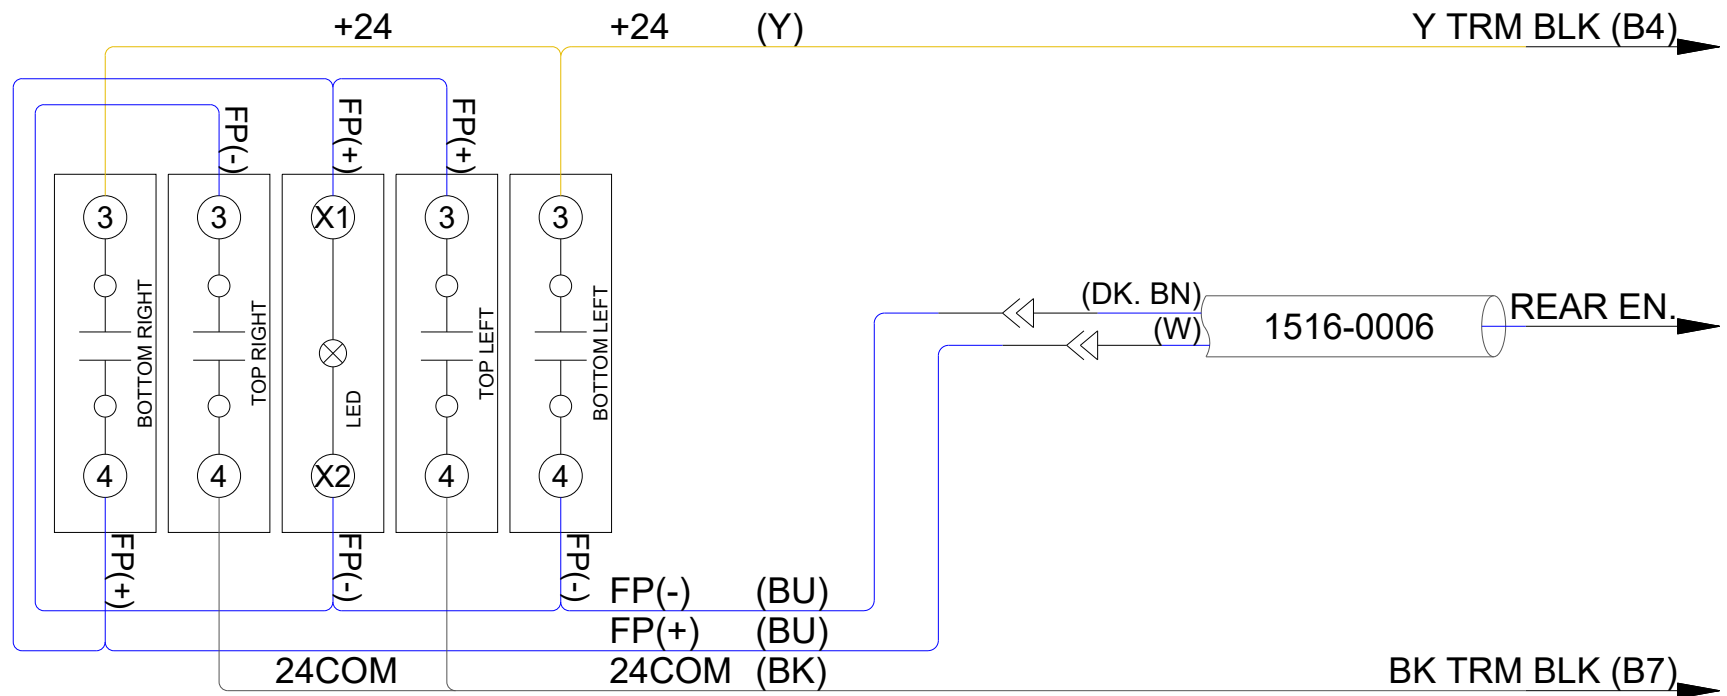 +24 +24 (Y) Y TRM BLK (B4)
FP(-) FP(+) FP(+)
3 3 X1 3 3
BOTTOM RIGHT
TOP RIGHT
LED
TOP LEFT
BOTTOM LEFT
(DK. BN)
(W)
1516-0006
REAR EN.
4 4 X2 4 4
FP(+) FP(-) FP(-)
FP(-) (BU)
FP(+) (BU)
24COM 24COM (BK) BK TRM BLK (B7)